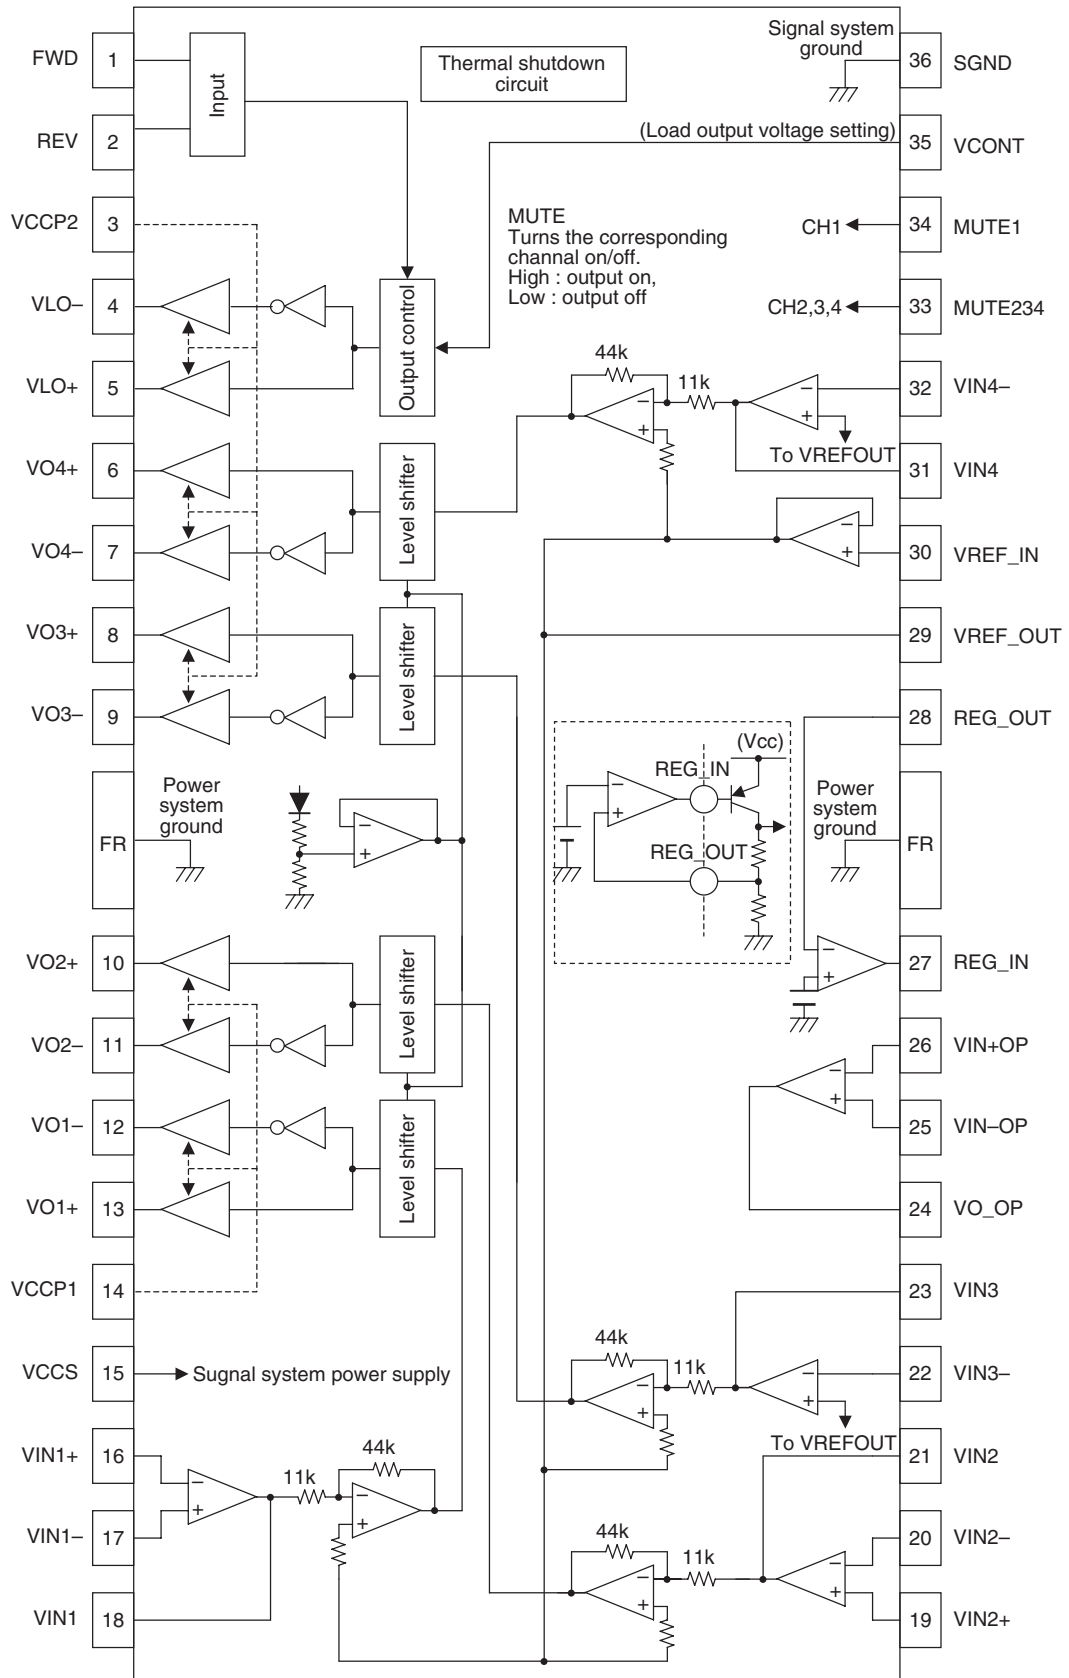 FWD
1
REV
2
VCCP2
3
VLO–
4
VLO+
5
VO4+
6
VO4–
7
VO3+
8
VO3–
9
FR
Power
system
ground
VO2+
10
VO2–
11
VO1–
12
VO1+
13
VCCP1
14
VCCS
15
Sugnal system power supply
VIN1+
16
VIN1–
17
VIN1
18
Input
Thermal shutdown
circuit
Signal system
ground
(Load output voltage setting)
MUTE
Turns the corresponding
channal on/off.
High : output on,
Low : output off
CH1
CH2,3,4
Output control
Level shifter
Level shifter
Level shifter
Level shifter
44k
11k
–
+
–
+
To VREFOUT
–
+
–
+
(Vcc)
REG_IN
–
+
REG_OUT
Power
system
ground
–
+
–
+
44k
11k
–
+
–
+
To VREFOUT
44k
11k
–
+
–
+
44k
11k
–
+
–
+
36
SGND
35
VCONT
34
MUTE1
33
MUTE234
32
VIN4–
31
VIN4
30
VREF_IN
29
VREF_OUT
28
REG_OUT
FR
27
REG_IN
26
VIN+OP
25
VIN–OP
24
VO_OP
23
VIN3
22
VIN3–
21
VIN2
20
VIN2–
19
VIN2+